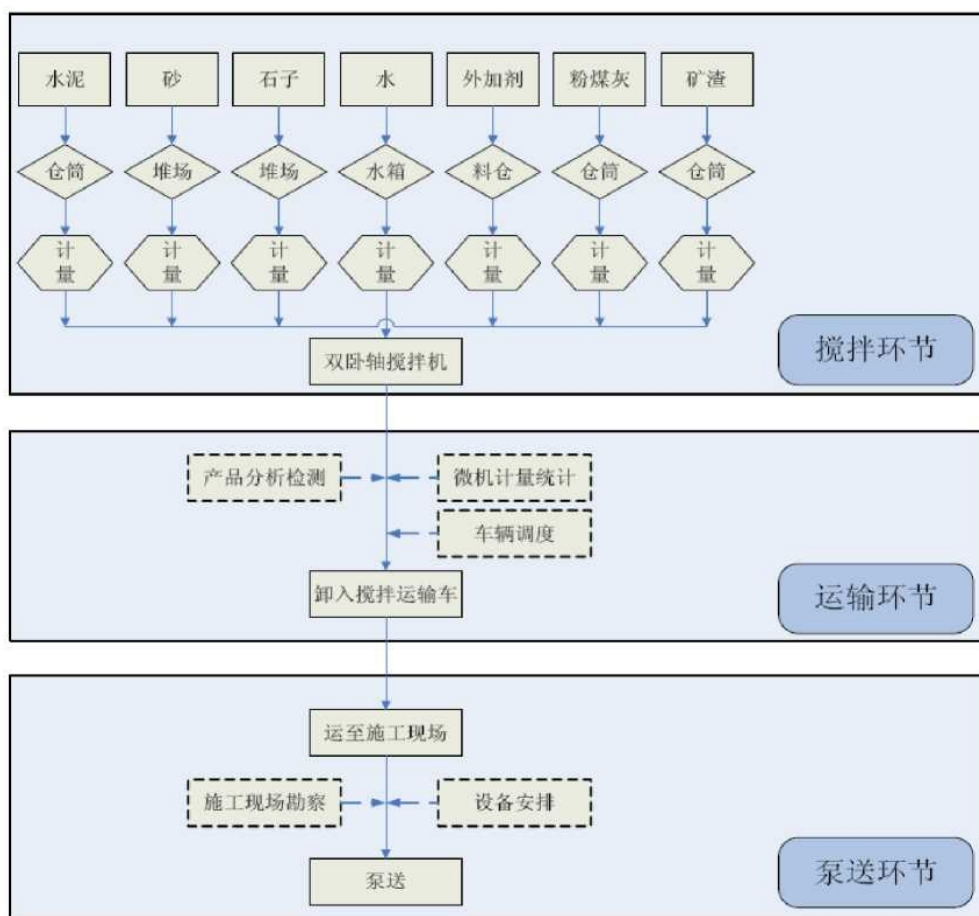 水泥
砂
石子
水
外加剂
粉煤灰
矿渣
仓筒
堆场
堆场
水箱
料仓
仓筒
仓筒
计
量
计
量
计
量
计
量
计
量
计
量
计
量
双卧轴搅拌机
搅拌环节
产品分析检测
微机计量统计
车辆调度
卸入搅拌运输车
运输环节
运至施工现场
施工现场勘察
设备安排
泵送
泵送环节